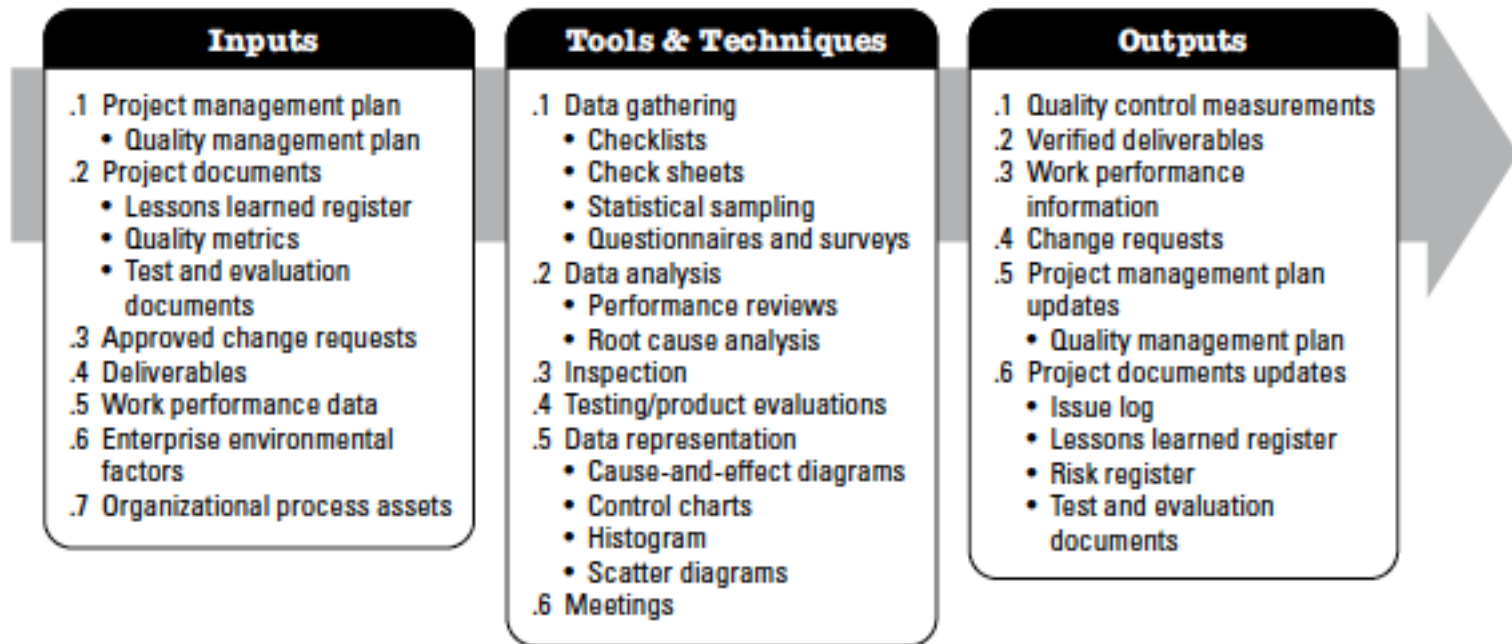 Inputs
.1 Project management plan
• Quality management plan
.2 Project documents
• Lessons learned register
• Quality metrics
• Test and evaluation
documents
.3 Approved change requests
.4 Deliverables
.5 Work performance data
.6 Enterprise environmental
factors
.7 Organizational process assets
Tools & Techniques
.1 Data gathering
• Checklists
• Check sheets
• Statistical sampling
• Questionnaires and surveys
.2 Data analysis
• Performance reviews
• Root cause analysis
.3 Inspection
.4 Testing/product evaluations
.5 Data representation
• Cause-and-effect diagrams
• Control charts
• Histogram
• Scatter diagrams
.6 Meetings
Outputs
.1 Quality control measurements
.2 Verified deliverables
.3 Work performance
information
.4 Change requests
.5 Project management plan
updates
• Quality management plan
.6 Project documents updates
• Issue log
• Lessons learned register
• Risk register
• Test and evaluation
documents